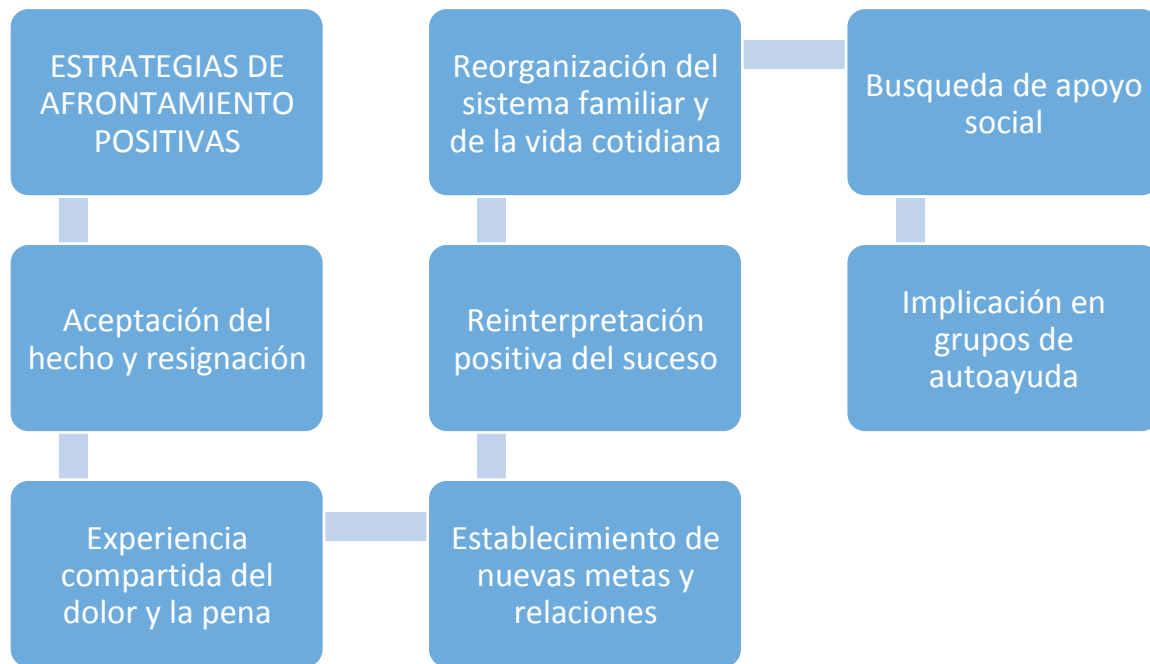 ESTRATEGIAS DE
AFRONTAMIENTO
POSITIVAS
Aceptación del
hecho y resignación
Experiencia
compartida del
dolor y la pena
Establecimiento de
nuevas metas y
relaciones
Reinterpretación
positiva del suceso
Reorganización del
sistema familiar y
de la vida cotidiana
Busqueda de apoyo
social
Implicación en
grupos de
autoayuda